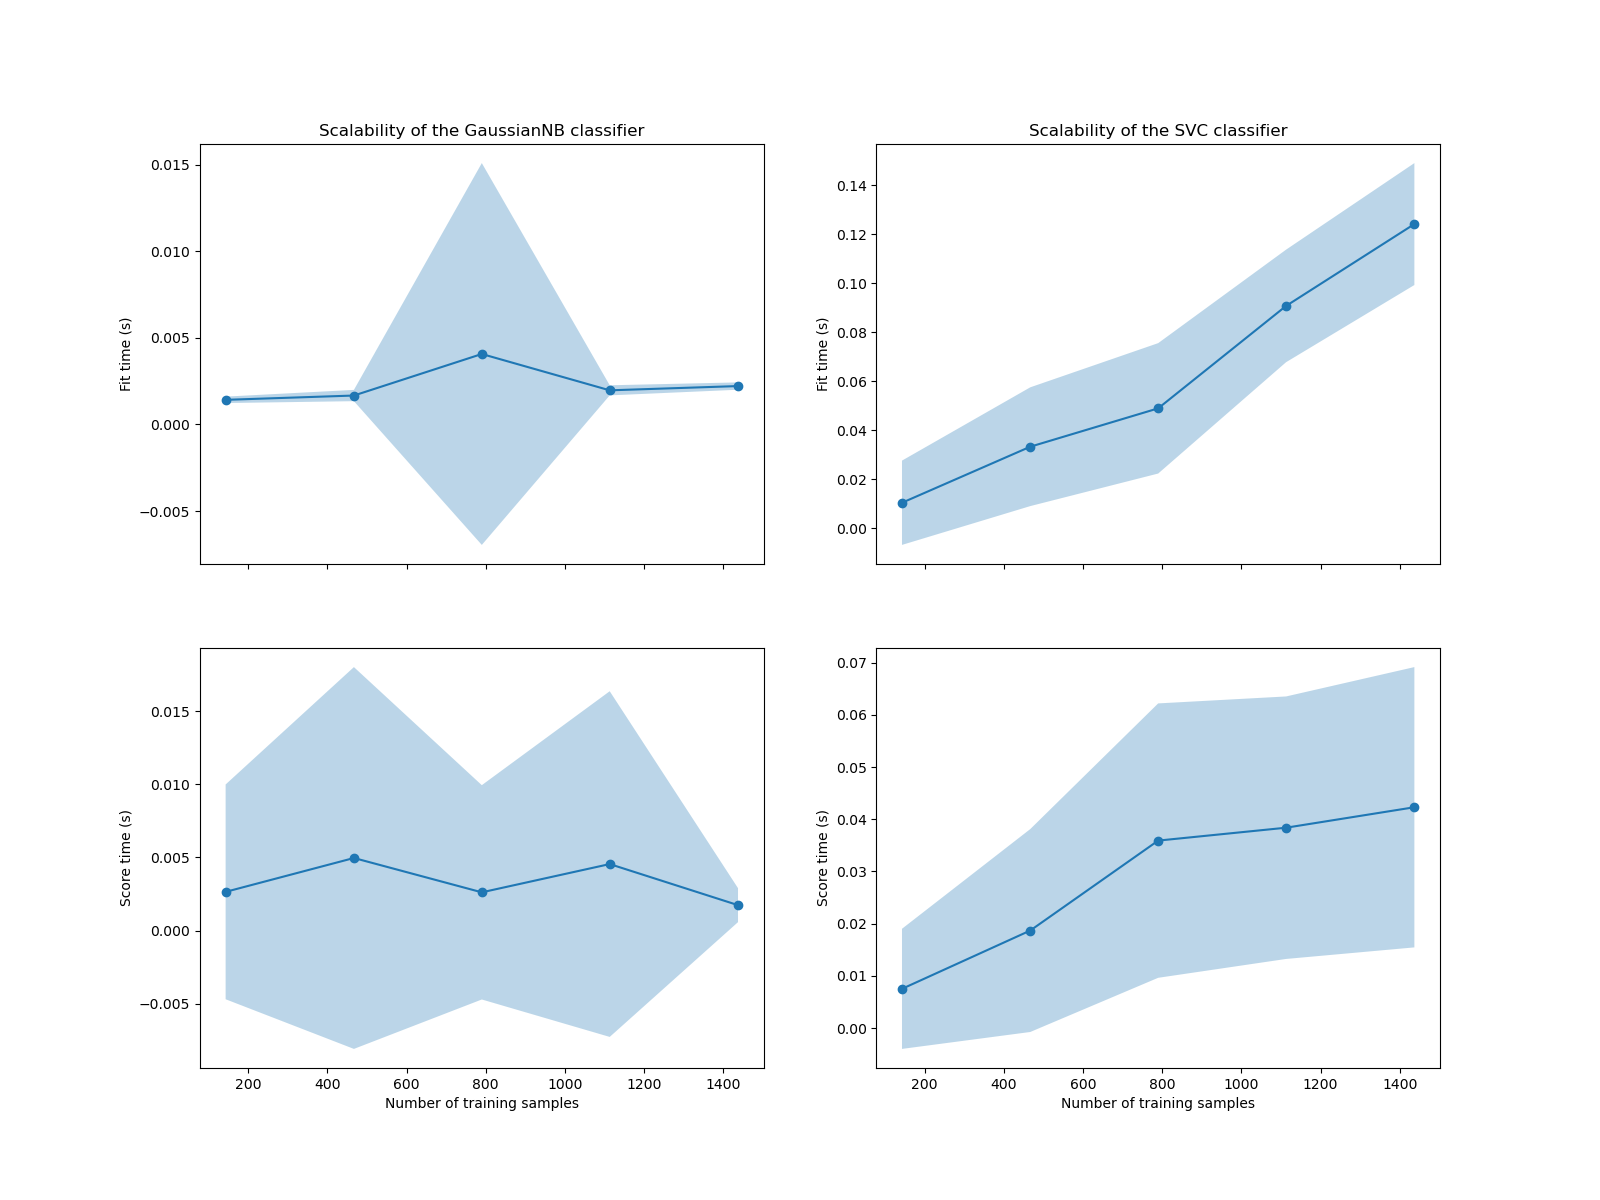 Scalability of the GaussianNB classifier
0.015
0.010
0.005
0.000
−0.005
Fit time (s)
Scalability of the SVC classifier
0.14
0.12
0.10
0.08
0.06
0.04
0.02
0.00
Fit time (s)
0.015
0.010
0.005
0.000
−0.005
Score time (s)
200 400 600 800 1000 1200 1400
Number of training samples
0.07
0.06
0.05
0.04
0.03
0.02
0.01
0.00
Score time (s)
200 400 600 800 1000 1200 1400
Number of training samples